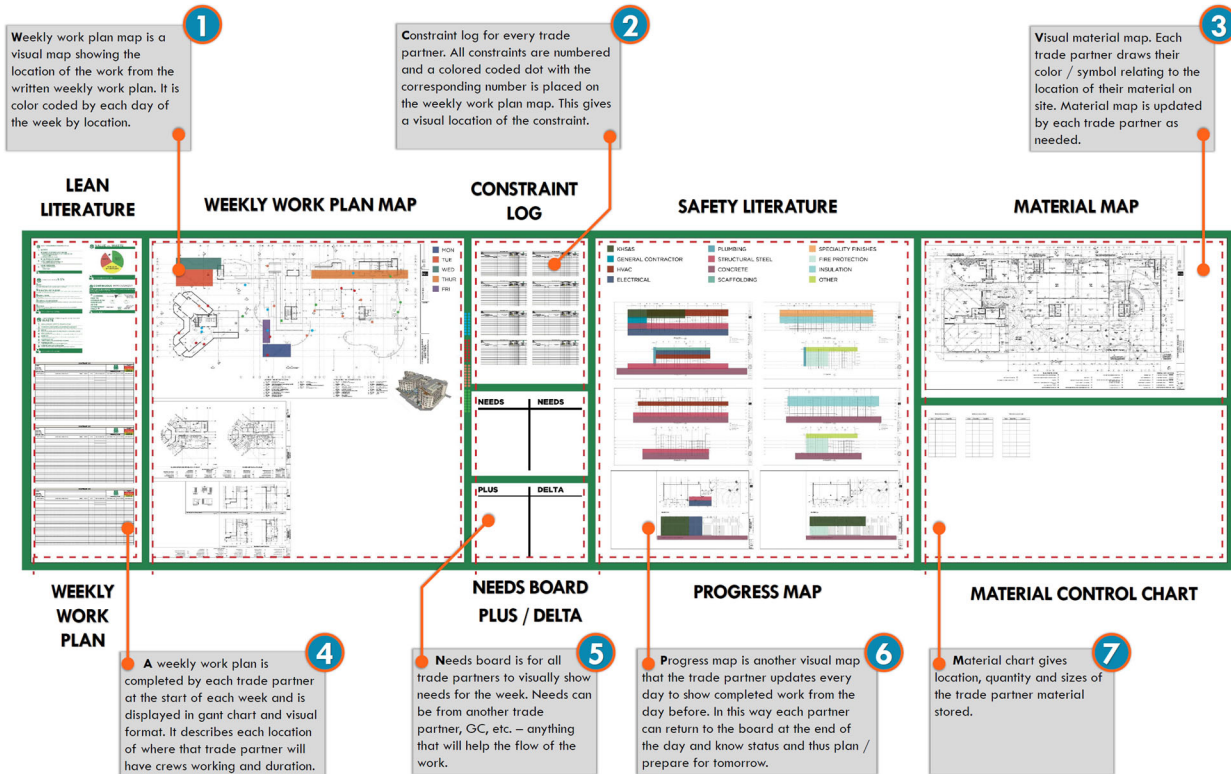 1
Weekly work plan map is a
visual map showing the
location of the work from the
written weekly work plan. It is
color coded by each day of
the week by location.
2
Constraint log for every trade
partner. All constraints are numbered
and a colored coded dot with the
corresponding number is placed on
the weekly work plan map. This gives
a visual location of the constraint.
3
Visual material map. Each
trade partner draws their
color / symbol relating to the
location of their material on
site. Material map is updated
by each trade partner as
needed.
LEAN
LITERATURE
WEEKLY WORK PLAN MAP
CONSTRAINT
LOG
SAFETY LITERATURE
MATERIAL MAP
MON
TUE
WED
THUR
FRI
KHS&S
GENERAL CONTRACTOR
HVAC
ELECTRICAL
PLUMBING
STRUCTURAL STEEL
CONCRETE
SCAFFOLDING
SPECIALITY FINISHES
FIRE PROTECTION
INSULATION
OTHER
NEEDS
NEEDS
PLUS
DELTA
WEEKLY
WORK
PLAN
NEEDS BOARD
PLUS / DELTA
PROGRESS MAP
MATERIAL CONTROL CHART
4
A weekly work plan is
completed by each trade partner
at the start of each week and is
displayed in gant chart and visual
format. It describes each location
of where that trade partner will
have crews working and duration.
5
Needs board is for all
trade partners to visually show
needs for the week. Needs can
be from another trade
partner, GC, etc. – anything
that will help the flow of the
work.
6
Progress map is another visual map
that the trade partner updates every
day to show completed work from the
day before. In this way each partner
can return to the board at the end of
the day and know status and thus plan /
prepare for tomorrow.
7
Material chart gives
location, quantity and sizes of
the trade partner material
stored.